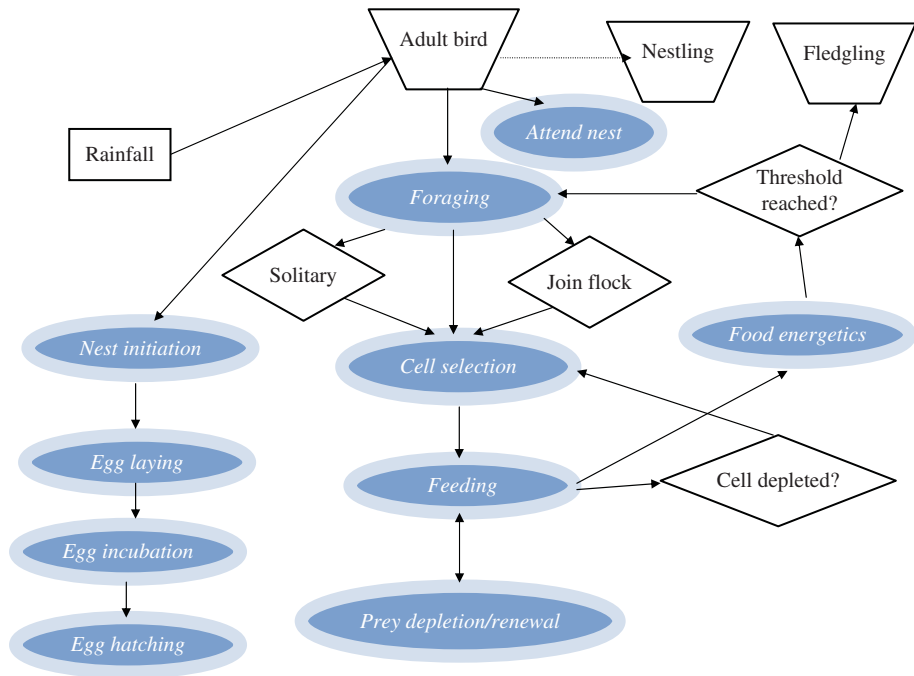 Adult bird
Nestling
Fledgling
Attend nest
Rainfall
Foraging
Threshold
reached?
Solitary
Join flock
Nest initiation
Cell selection
Food energetics
Egg laying
Feeding
Cell depleted?
Egg incubation
Prey depletion/renewal
Egg hatching